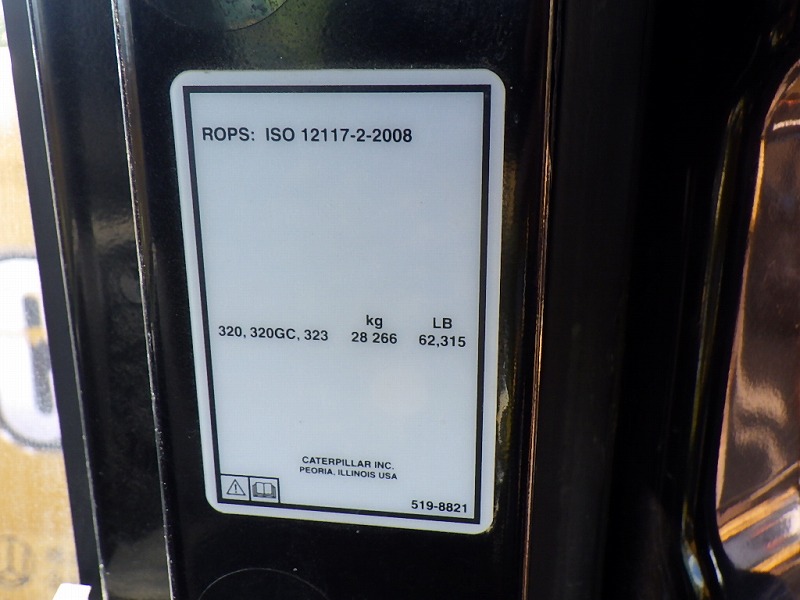 ROPS: ISO 12117-2-2008
kg LB
320, 320GC, 323 28 266 62,315
CATERPILLAR INC.
PEORIA, ILLINOIS USA
519-8821